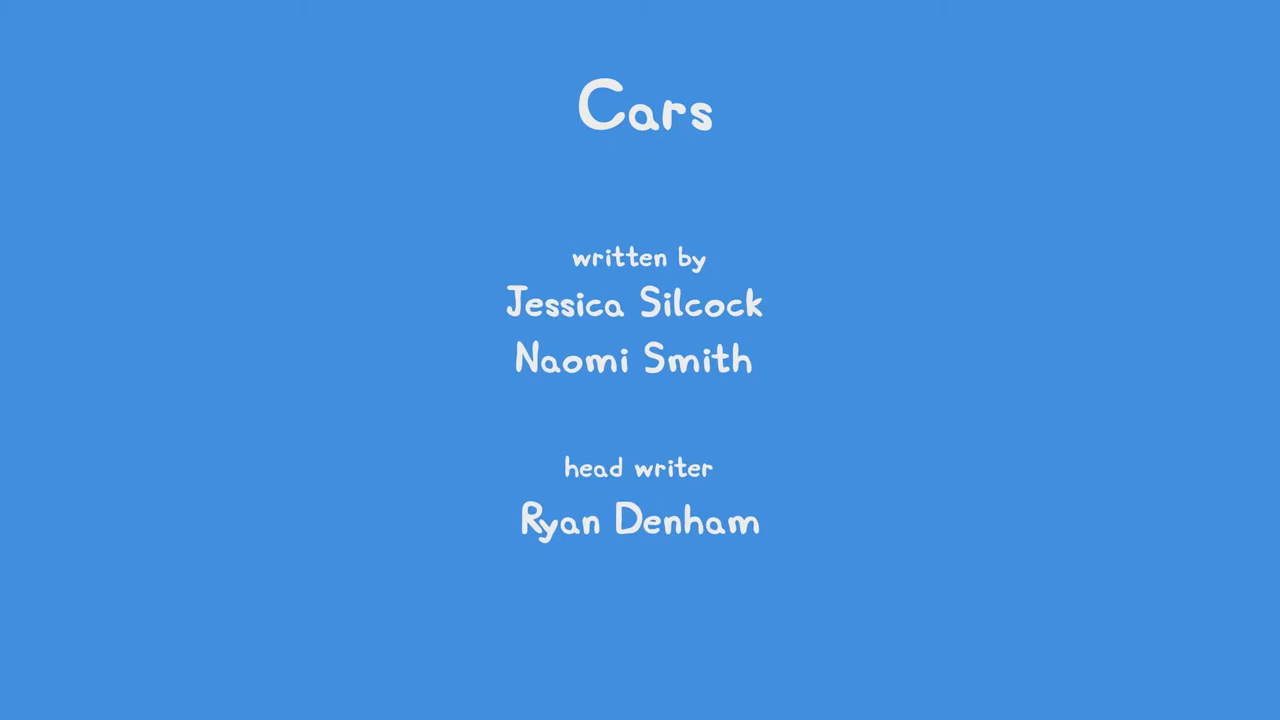 Cars
written by
Jessica Silcock
Naomi Smith
head writer
Ryan Denham